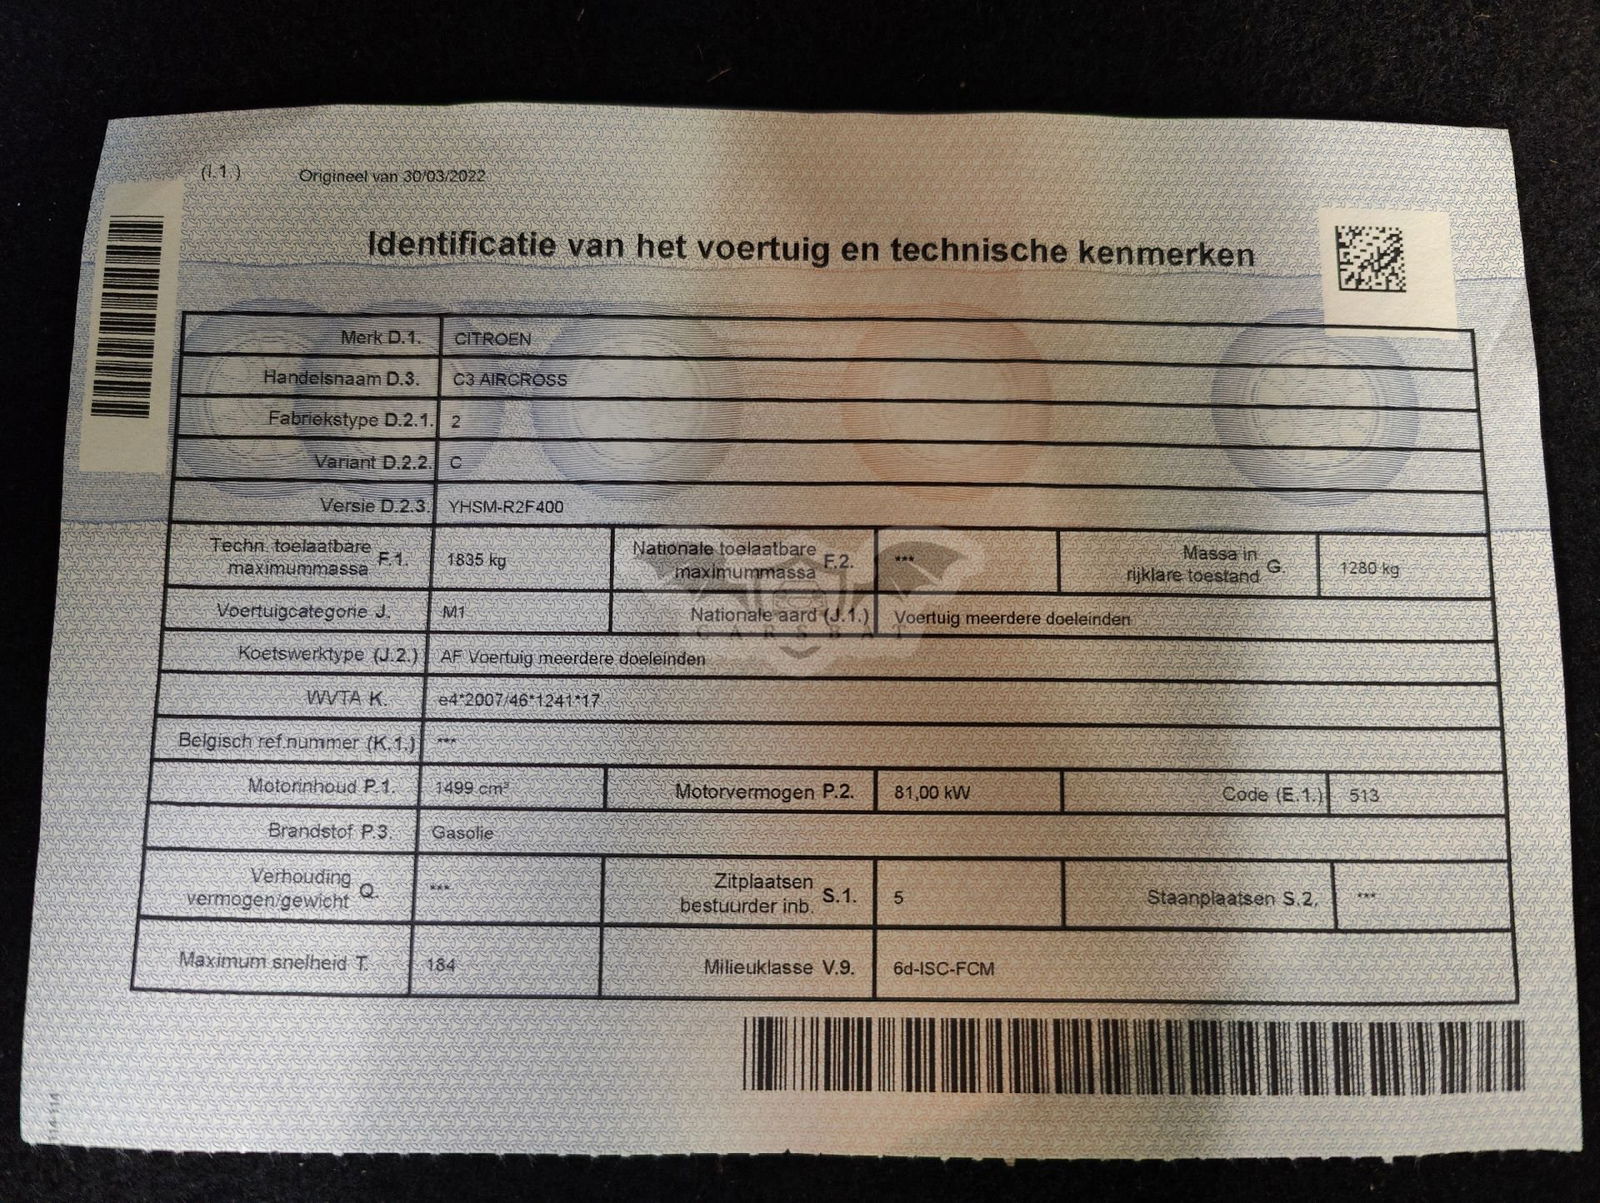 (I.1.) Origineel van 30/03/2022
Identificatie van het voertuig en technische kenmerken
Merk D.1. CITROEN
Handelsnaam D.3. C3 AIRCROSS
Fabriekstype D.2.1. 2
Variant D.2.2. C
Versie D.2.3. YHSM-R2F400
Techn. toelaatbare maximummassa F.1. 1835 kg Nationale toelaatbare maximummassa F.2. *** Massa in rijklare toestand G. 1280 kg
Voertuigcategorie J. M1 Nationale aard (J.1.) Voertuig meerdere doeleinden
CARSBAT
Koetswerktype (J.2.) AF Voertuig meerdere doeleinden
WVTA K. e4*2007/46*1241*17
Belgisch ref.nummer (K.1.) ***
Motorinhoud P.1. 1499 cm³ Motorvermogen P.2. 81,00 kW Code (E.1.) 513
Brandstof P.3. Gasolie
Verhouding vermogen/gewicht Q. *** Zitplaatsen bestuurder inb. S.1. 5 Staanplaatsen S.2. ***
Maximum snelheid T. 184 Milieuklasse V.9. 6d-ISC-FCM